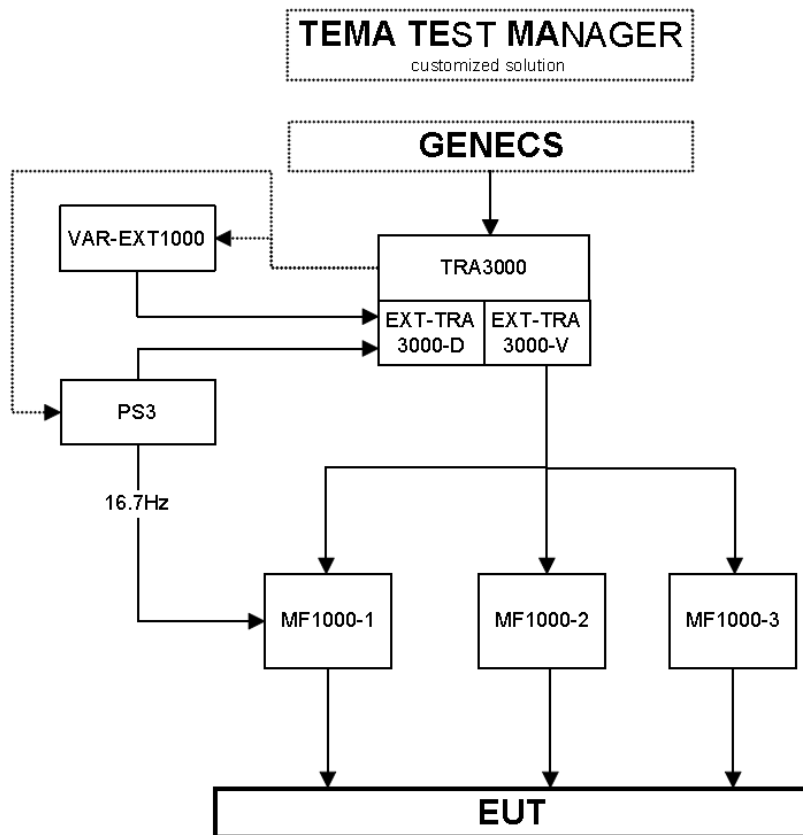 TEMA TEST MANAGER
customized solution
GENECS
VAR-EXT1000
TRA3000
EXT-TRA
3000-D
EXT-TRA
3000-V
PS3
16.7Hz
MF1000-1
MF1000-2
MF1000-3
EUT